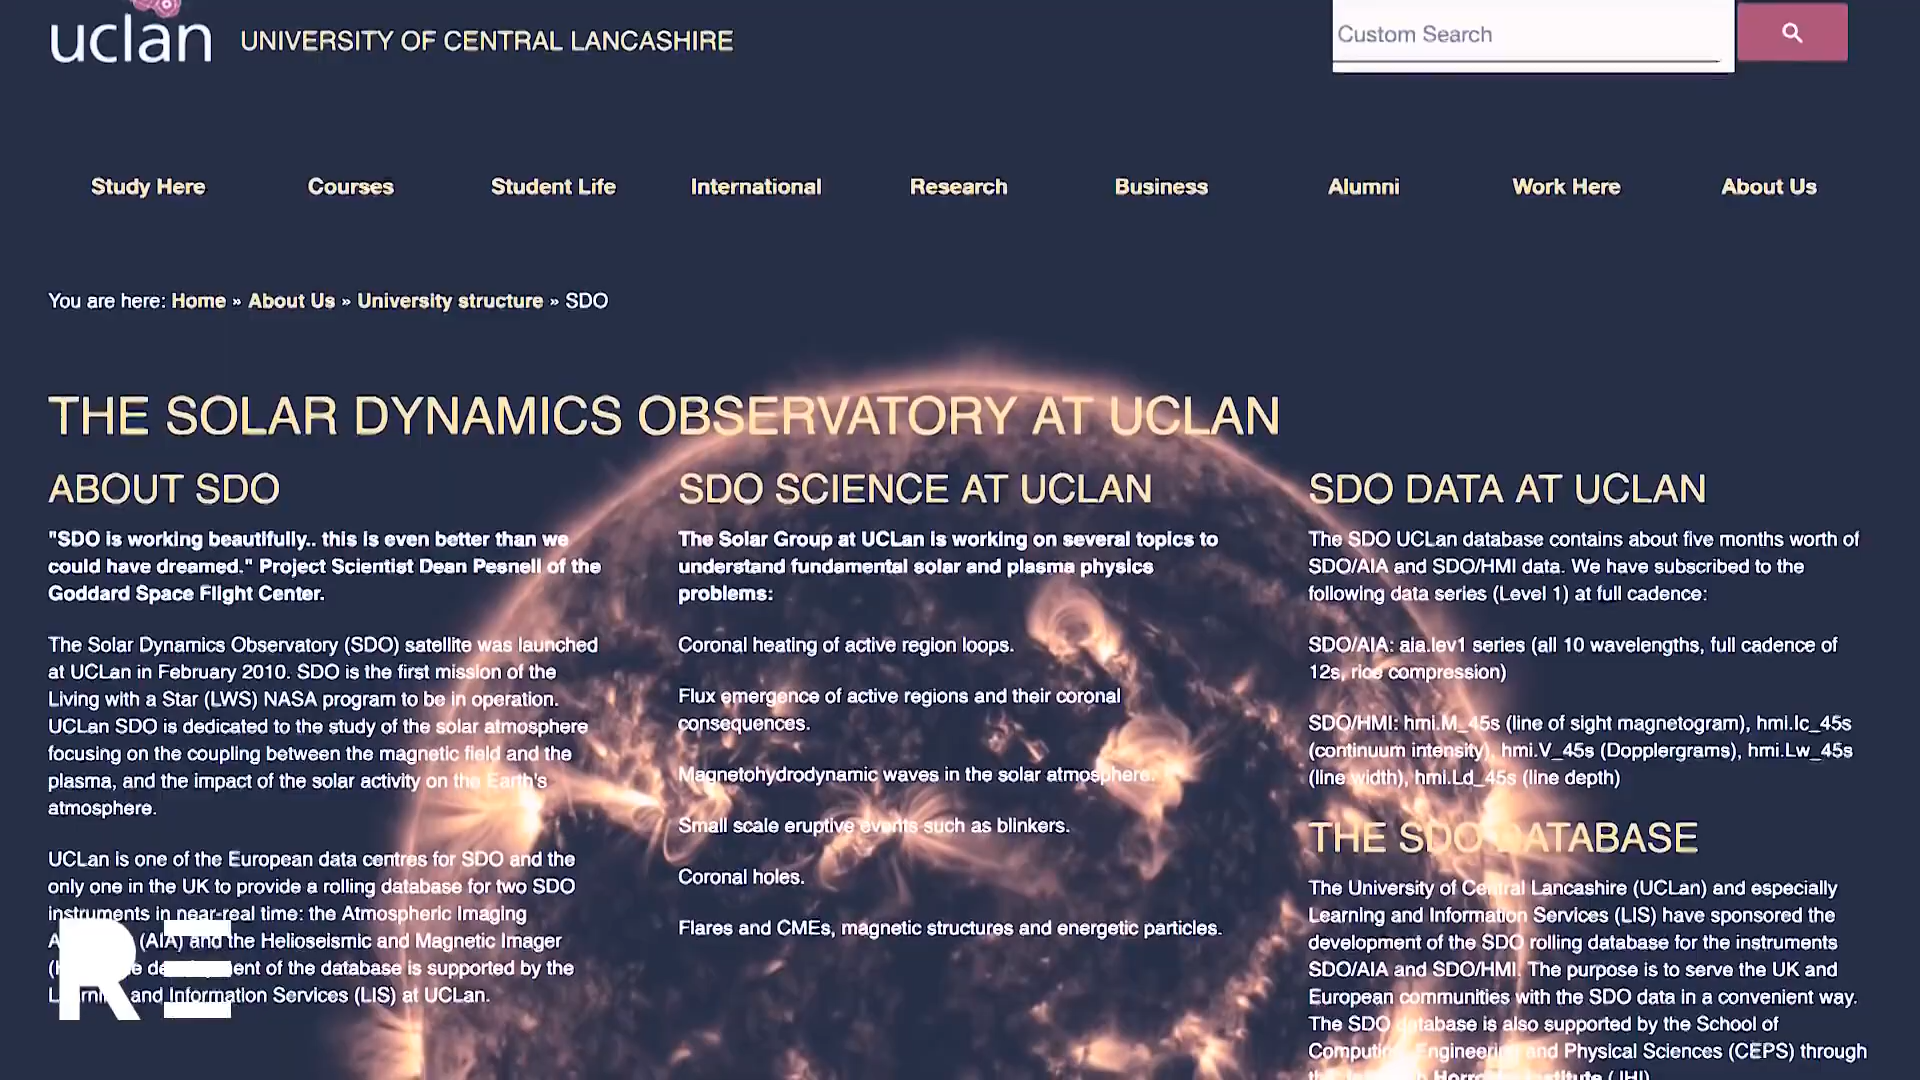 uclan
UNIVERSITY OF CENTRAL LANCASHIRE
Custom Search
Study Here Courses Student Life International Research Business Alumni Work Here About Us
You are here: Home » About Us » University structure » SDO
THE SOLAR DYNAMICS OBSERVATORY AT UCLAN
ABOUT SDO
"SDO is working beautifully.. this is even better than we
could have dreamed." Project Scientist Dean Pesnell of the
Goddard Space Flight Center.
The Solar Dynamics Observatory (SDO) satellite was launched
at UCLan in February 2010. SDO is the first mission of the
Living with a Star (LWS) NASA program to be in operation.
UCLan SDO is dedicated to the study of the solar atmosphere
focusing on the coupling between the magnetic field and the
plasma, and the impact of the solar activity on the Earth's
atmosphere.
UCLan is one of the European data centres for SDO and the
only one in the UK to provide a rolling database for two SDO
instruments in near-real time: the Atmospheric Imaging
(AIA) and the Helioseismic and Magnetic Imager
of the database is supported by the
and Information Services (LIS) at UCLan.
RE
SDO SCIENCE AT UCLAN
The Solar Group at UCLan is working on several topics to
understand fundamental solar and plasma physics
problems:
Coronal heating of active region loops.
Flux emergence of active regions and their coronal
consequences.
Magnetohydrodynamic waves in the solar atmosphere.
Small scale eruptive events such as blinkers.
Coronal holes.
Flares and CMEs, magnetic structures and energetic particles.
SDO DATA AT UCLAN
The SDO UCLan database contains about five months worth of
SDO/AIA and SDO/HMI data. We have subscribed to the
following data series (Level 1) at full cadence:
SDO/AIA: aia.lev1 series (all 10 wavelengths, full cadence of
12s, rice compression)
SDO/HMI: hmi.M_45s (line of sight magnetogram), hmi.Ic_45s
(continuum intensity), hmi.V_45s (Dopplergrams), hmi.Lw_45s
(line width), hmi.Ld_45s (line depth)
THE SDO DATABASE
The University of Central Lancashire (UCLan) and especially
Learning and Information Services (LIS) have sponsored the
development of the SDO rolling database for the instruments
SDO/AIA and SDO/HMI. The purpose is to serve the UK and
European communities with the SDO data in a convenient way.
The SDO database is also supported by the School of
Computing, Engineering and Physical Sciences (CEPS) through
Institute (JHI)